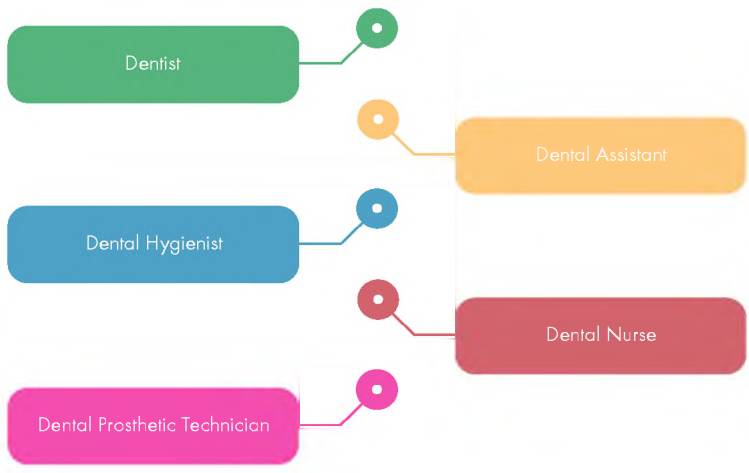 Dentist
Dental Assistant
Dental Hygienist
Dental Nurse
Dental Prosthetic Technician